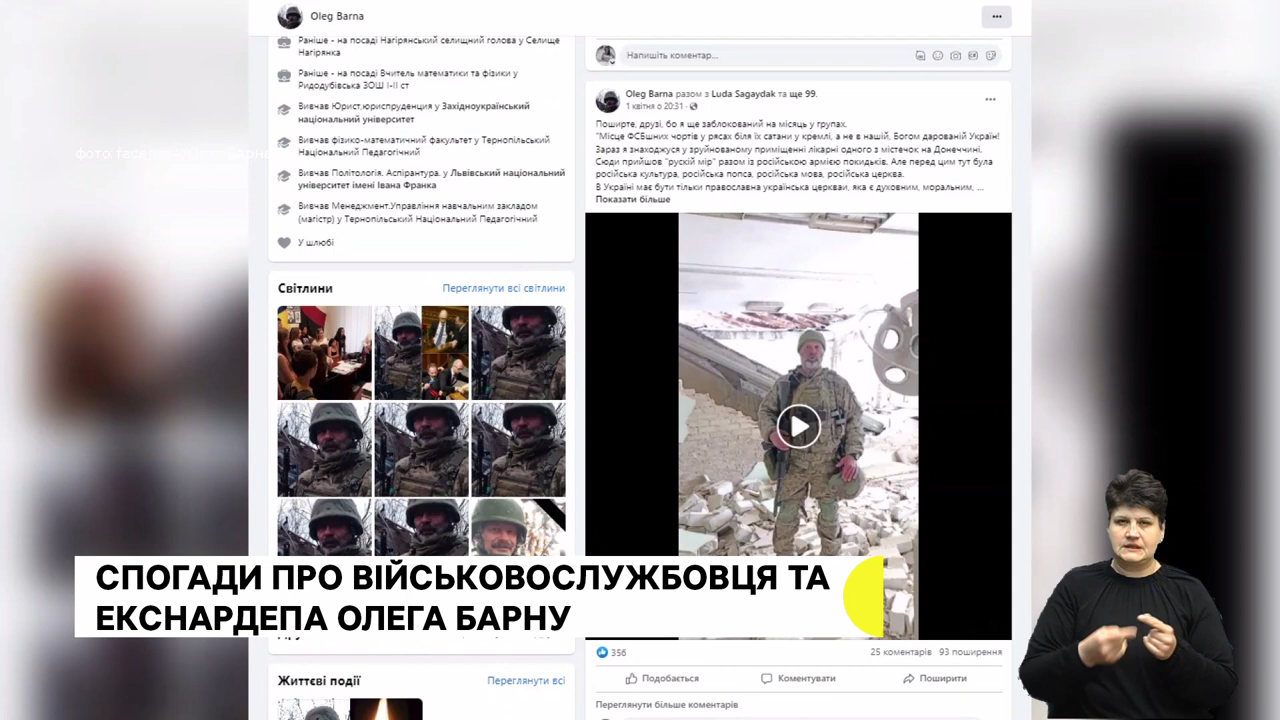 Oleg Barna
Раніше - на посаді Нагірянський селищний голова у Селище
Нагірянка
Раніше - на посаді Вчитель математики та фізики у
Ридодубівська ЗОШ І-ІІ ст
Вивчав Юрист,юриспруденция у Західноукраїнський
національний університет
Вивчав фізико-математичний факультет у Тернопільський
Національний Педагогічний
Вивчав Політологія. Аспірантура. у Львівський національний
університет імені Івана Франка
Вивчав Менеджмент.Управління навчальним закладом
(магістр) у Тернопільський Національний Педагогічний
У шлюбі
Світлини
Переглянути всі світлини
Життєві події
Переглянути всі
Напишіть коментар...
Oleg Barna разом з Luda Sagaydak та ще 99.
1 квітня о 20:31
Поширте, друзі, бо я ще заблокований на місяць у групах.
"Місце ФСБшних чортів у рясах біля їх сатани у кремлі, а не в нашій, Богом дарованій Україні!
Зараз я знаходжуся у зруйнованому приміщенні лікарні одного з містечок на Донеччині.
Сюди прийшов "рускій мір" разом із російською армією покидьків. Але перед цим тут була
російська культура, російська попса, російська мова, російська церква.
В Україні має бути тільки православна українська церкваи, яка є духовним, моральним, ...
Показати більше
356
25 коментарів 93 поширення
Подобається
Коментувати
Поширити
Переглянути більше коментарів
СПОГАДИ ПРО ВІЙСЬКОВОСЛУЖБОВЦЯ ТА
ЕКСНАРДЕПА ОЛЕГА БАРНУ
фото: